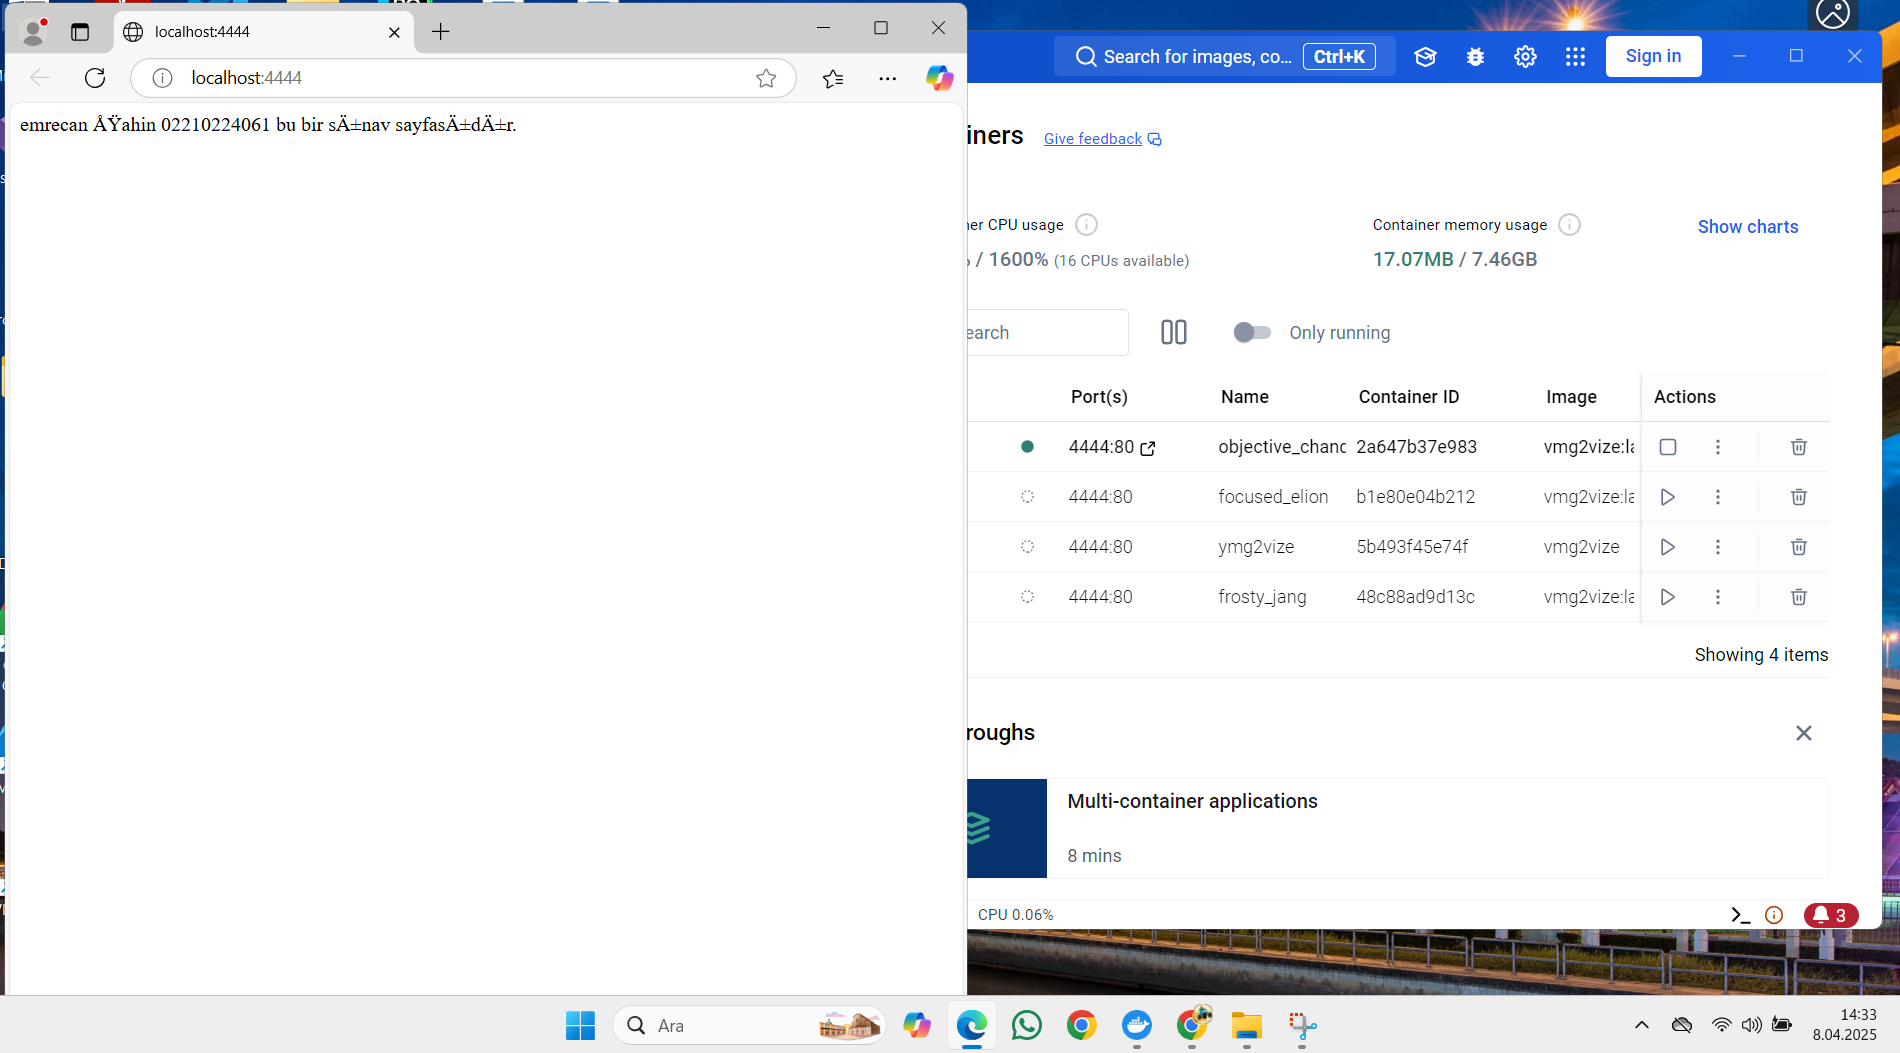 localhost:4444
localhost:4444
emrecan ÅŸahin 02210224061 bu bir sÄ±nav sayfasÄ±dÄ±r.
Search for images, co... Ctrl+K
Sign in
iners Give feedback
ner CPU usage
/ 1600% (16 CPUs available)
Container memory usage
17.07MB / 7.46GB
Show charts
earch
Only running
Port(s) Name Container ID Image Actions
4444:80 objective_chand 2a647b37e983 vmg2vize:la
4444:80 focused_elion b1e80e04b212 vmg2vize:la
4444:80 ymg2vize 5b493f45e74f vmg2vize
4444:80 frosty_jang 48c88ad9d13c vmg2vize:la
Showing 4 items
roughs
Multi-container applications
8 mins
CPU 0.06%
3
Ara
14:33
8.04.2025